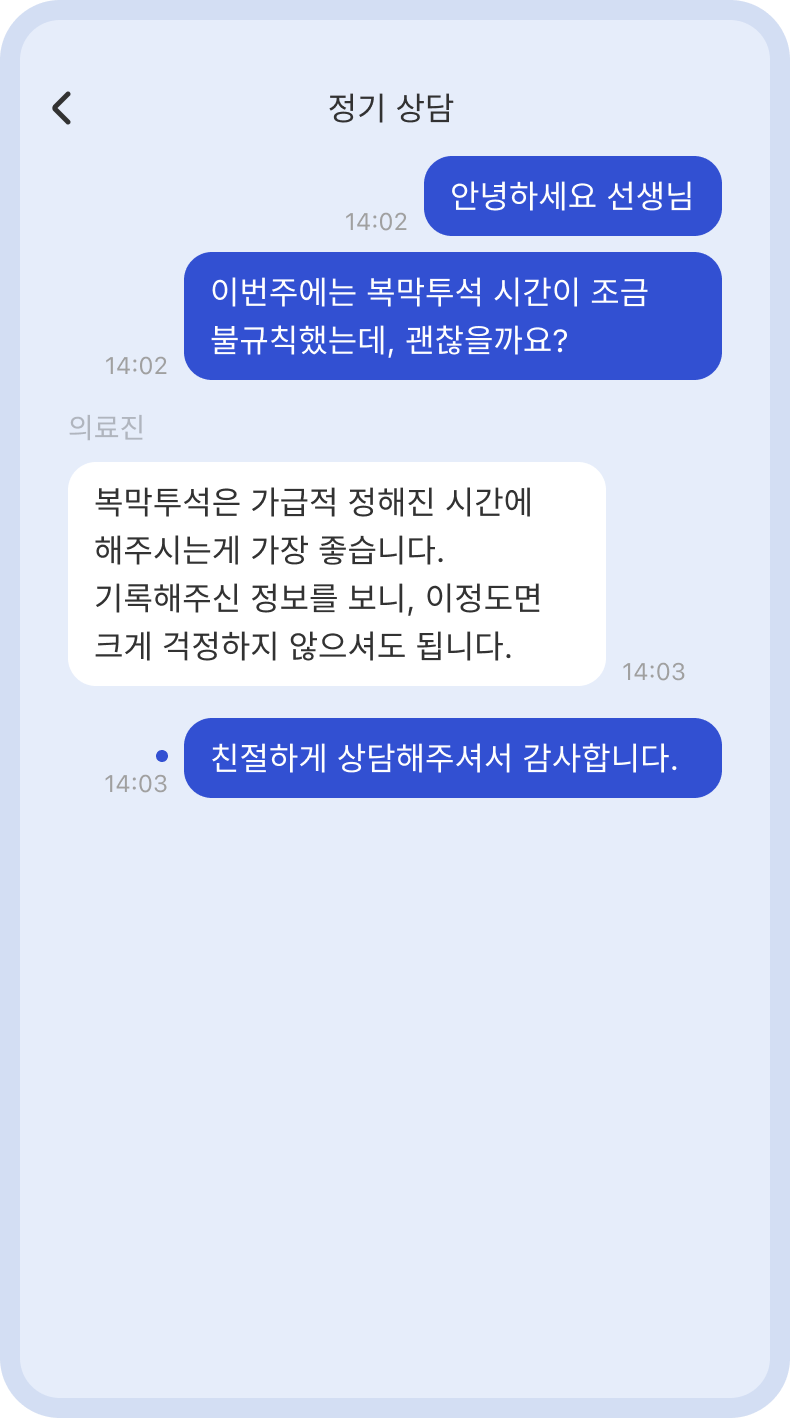 정기 상담
안녕하세요 선생님
14:02
이번주에는 복막투석 시간이 조금
불규칙했는데, 괜찮을까요?
14:02
의료진
복막투석은 가급적 정해진 시간에
해주시는게 가장 좋습니다.
기록해주신 정보를 보니, 이정도면
크게 걱정하지 않으셔도 됩니다.
14:03
친절하게 상담해주셔서 감사합니다.
14:03